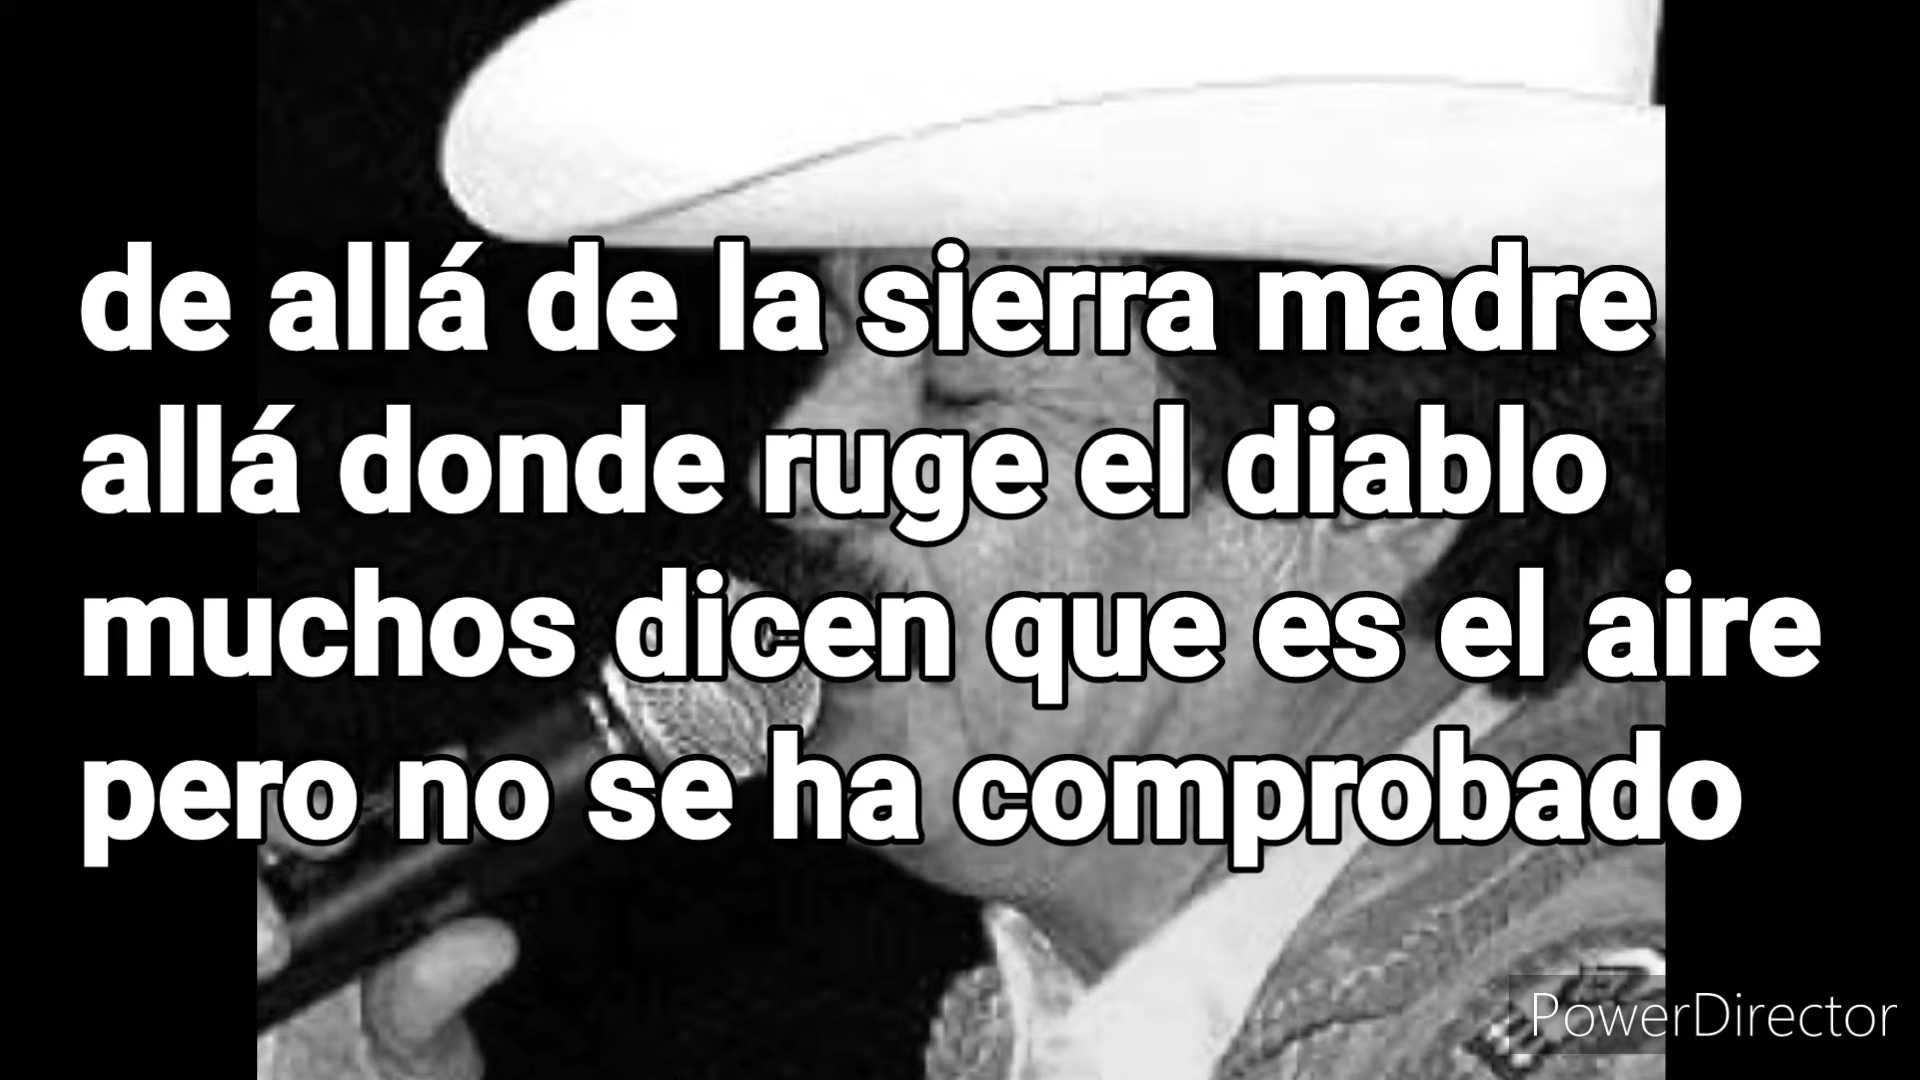 de allá de la sierra madre
allá donde ruge el diablo
muchos dicen que es el aire
pero no se ha comprobado
PowerDirector